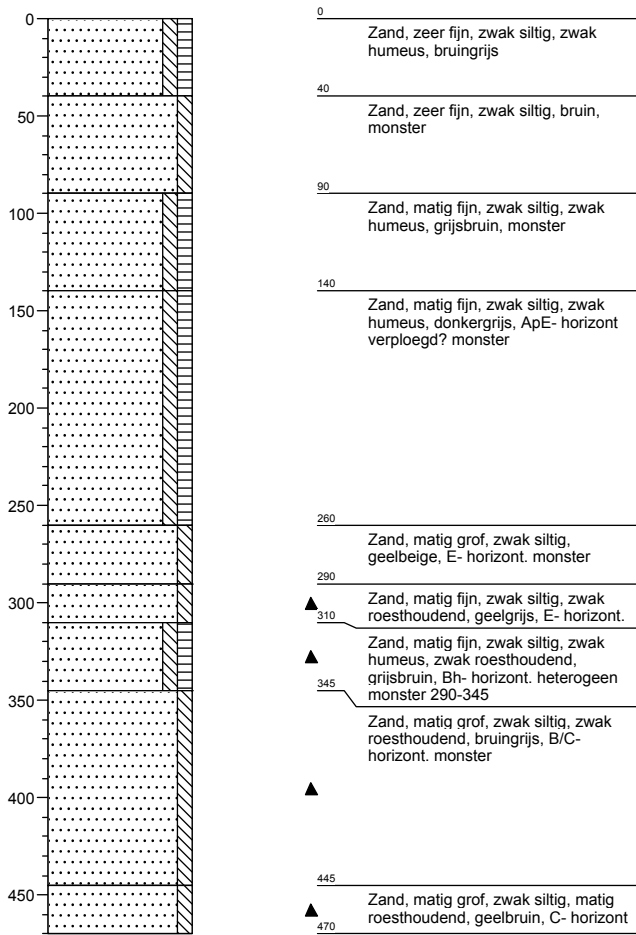 0
50
100
150
200
250
300
350
400
450
0
Zand, zeer fijn, zwak siltig, zwak
humeus, bruingrijs
40
Zand, zeer fijn, zwak siltig, bruin,
monster
90
Zand, matig fijn, zwak siltig, zwak
humeus, grijsbruin, monster
140
Zand, matig fijn, zwak siltig, zwak
humeus, donkergrijs, ApE- horizont
verploegd? monster
260
Zand, matig grof, zwak siltig,
geelbeige, E- horizont. monster
290
Zand, matig fijn, zwak siltig, zwak
roesthoudend, geelgrijs, E- horizont.
310
Zand, matig fijn, zwak siltig, zwak
humeus, zwak roesthoudend,
grijsbruin, Bh- horizont. heterogeen
monster 290-345
345
Zand, matig grof, zwak siltig, zwak
roesthoudend, bruingrijs, B/C-
horizont. monster
445
Zand, matig grof, zwak siltig, matig
roesthoudend, geelbruin, C- horizont
470